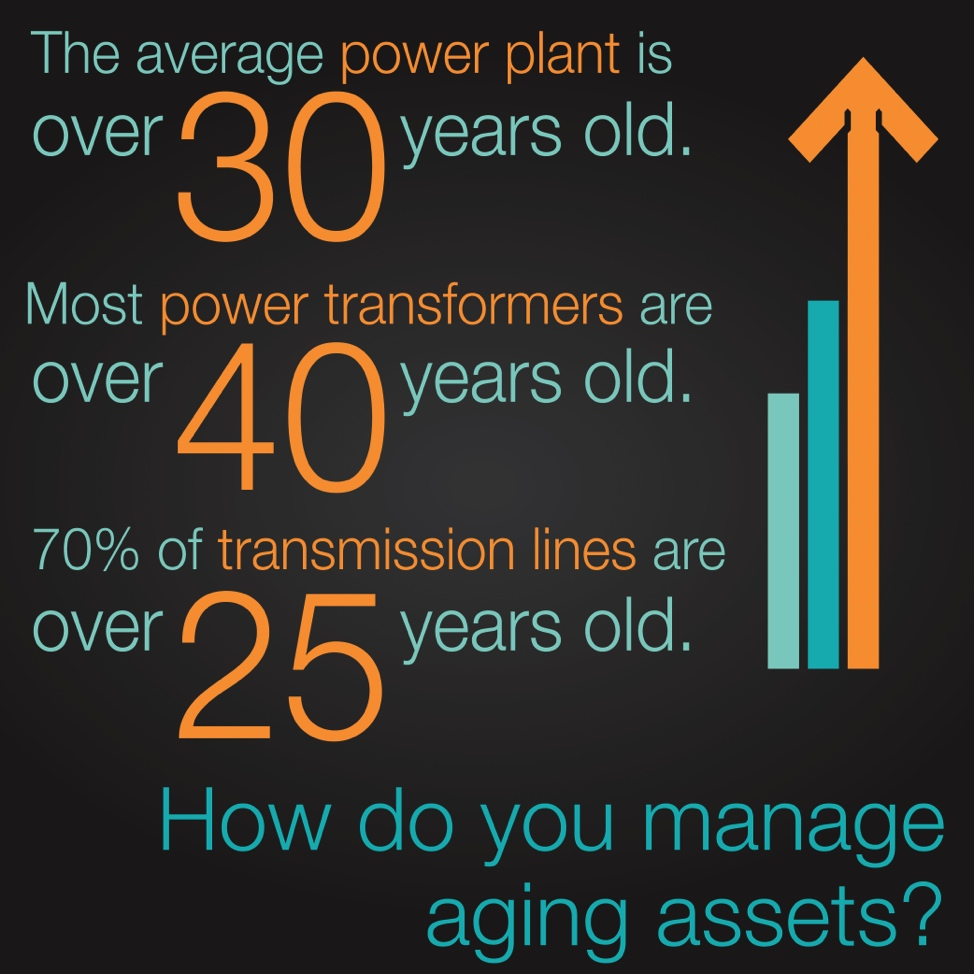 The average power plant is
over 30 years old.
Most power transformers are
over 40 years old.
70% of transmission lines are
over 25 years old.
How do you manage
aging assets?